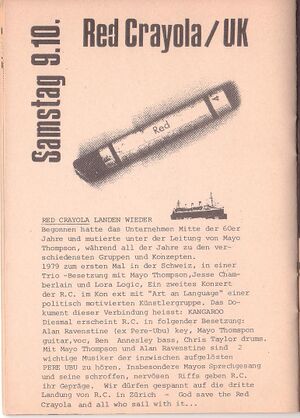 Samstag 9.10.
Red Crayola/UK
Red
4
RED CRAYOLA LANDEN WIEDER
Begonnen hatte das Unternehmen Mitte der 60er
Jahre und mutierte unter der Leitung von Mayo
Thompson, während all der Jahre zu den ver-
schiedensten Gruppen und Konzepten.
1979 zum ersten Mal in der Schweiz, in einer
Trio -Besetzung mit Mayo Thompson,Jesse Cham-
berlain und Lora Logic, Ein zweites Konzert
der R.C. im Kon ext mit "Art an Language" einer
politisch motivierten Künstlergruppe. Das Do-
kument dieser Verbindung heisst: KANGAROO
Diesmal erscheint R.C. in folgender Besetzung:
Alan Ravenstine (ex Pere-Ubu) key, Mayo Thompson
guitar,voc, Ben Annesley bass, Chris Taylor drums.
Mit Mayo Thompson und Alan Ravenstine sind 2
wichtige Musiker der inzwischen aufgelösten
PERE UBU zu hören. Insbesondere Mayos Sprechgesang
und seine schroffen, nervösen Riffs geben R.C.
ihr Gepräge. Wir dürfen gespannt auf die dritte
Landung von R.C. in Zürich - God save the Red
Crayola and all who sail with it...